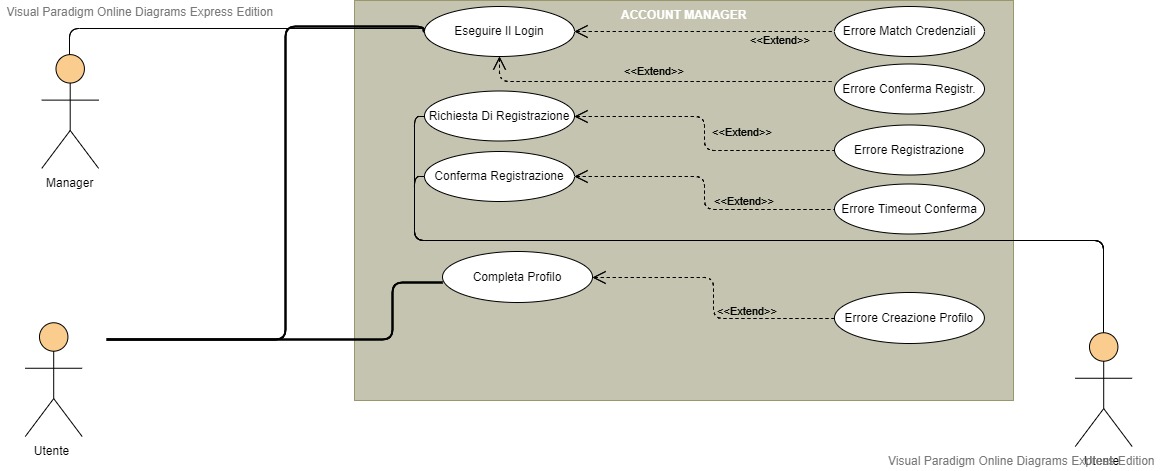 Visual Paradigm Online Diagrams Express Edition
ACCOUNT MANAGER
Eseguire Il Login
Errore Match Credenziali
<<Extend>>
<<Extend>>
Errore Conferma Registr.
Richiesta Di Registrazione
<<Extend>>
Errore Registrazione
Conferma Registrazione
Manager
<<Extend>>
Errore Timeout Conferma
Completa Profilo
<<Extend>>
Errore Creazione Profilo
Utente
Visual Paradigm Online Diagrams Express Edition